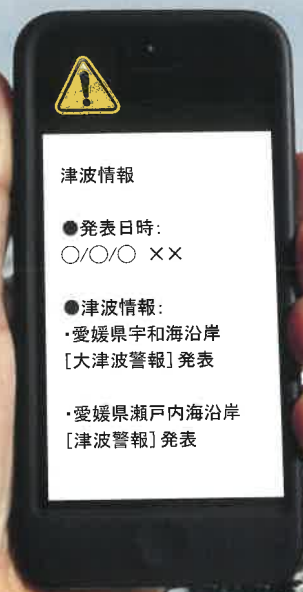 津波情報
●発表日時：
○/○/○ ××
●津波情報：
・愛媛県宇和海沿岸
[大津波警報]発表
・愛媛県瀬戸内海沿岸
[津波警報]発表